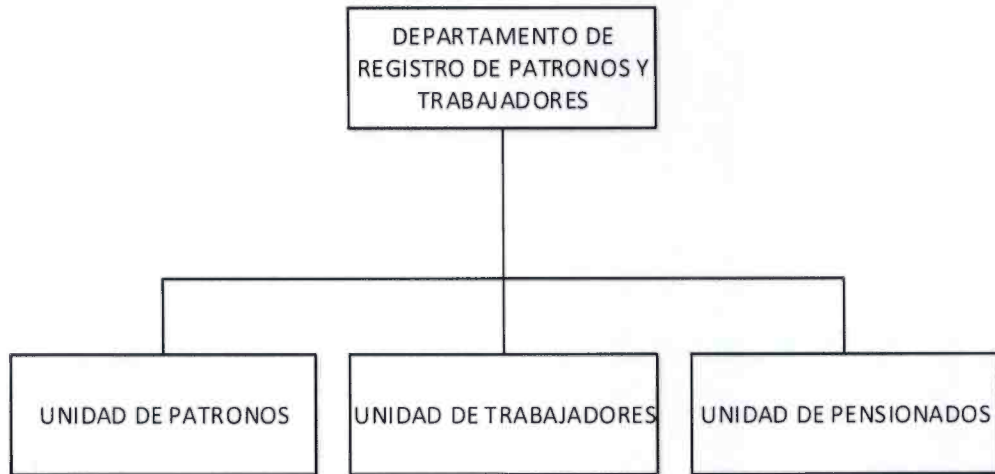 DEPARTAMENTO DE
REGISTRO DE PATRONOS Y
TRABAJADORES
UNIDAD DE PATRONOS
UNIDAD DE TRABAJADORES
UNIDAD DE PENSIONADOS